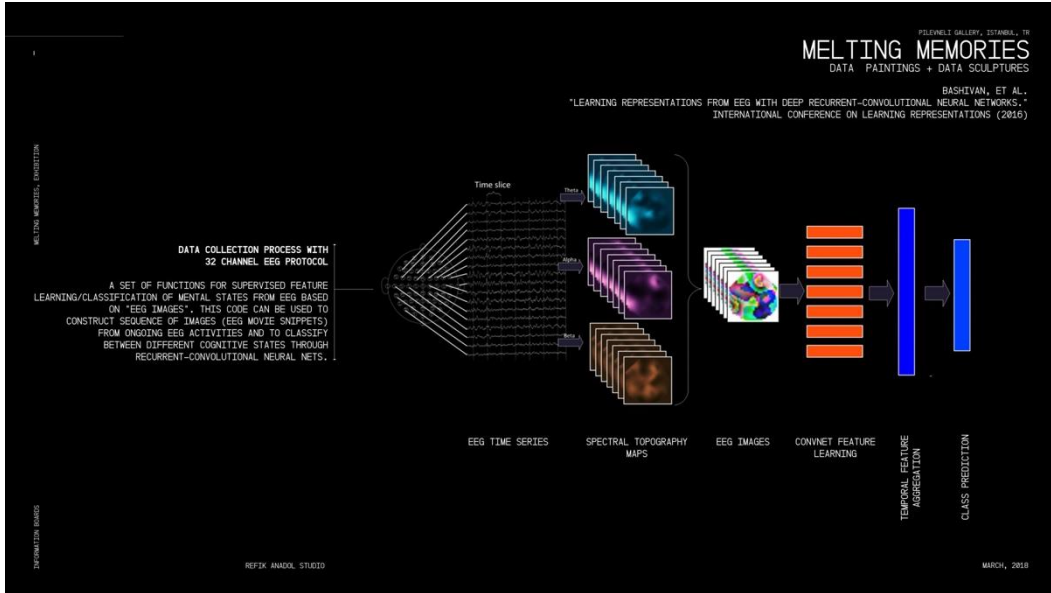 PILEVNELI GALLERY, ISTANBUL, TR
MELTING MEMORIES
DATA PAINTINGS + DATA SCULPTURES
BASHIVAN, ET AL.
"LEARNING REPRESENTATIONS FROM EEG WITH DEEP RECURRENT-CONVOLUTIONAL NEURAL NETWORKS."
INTERNATIONAL CONFERENCE ON LEARNING REPRESENTATIONS (2016)
MELTING MEMORIES, EXHIBITION
DATA COLLECTION PROCESS WITH
32 CHANNEL EEG PROTOCOL
A SET OF FUNCTIONS FOR SUPERVISED FEATURE
LEARNING/CLASSIFICATION OF MENTAL STATES FROM EEG BASED
ON "EEG IMAGES". THIS CODE CAN BE USED TO
CONSTRUCT SEQUENCE OF IMAGES (EEG MOVIE SNIPPETS)
FROM ONGOING EEG ACTIVITIES AND TO CLASSIFY
BETWEEN DIFFERENT COGNITIVE STATES THROUGH
RECURRENT-CONVOLUTIONAL NEURAL NETS.
Time slice
Theta
Alpha
Beta
EEG TIME SERIES
SPECTRAL TOPOGRAPHY
MAPS
EEG IMAGES
CONVNET FEATURE
LEARNING
TEMPORAL FEATURE
AGGREGATION
CLASS PREDICTION
INFORMATION BOARDS
REFIK ANADOL STUDIO
MARCH, 2018